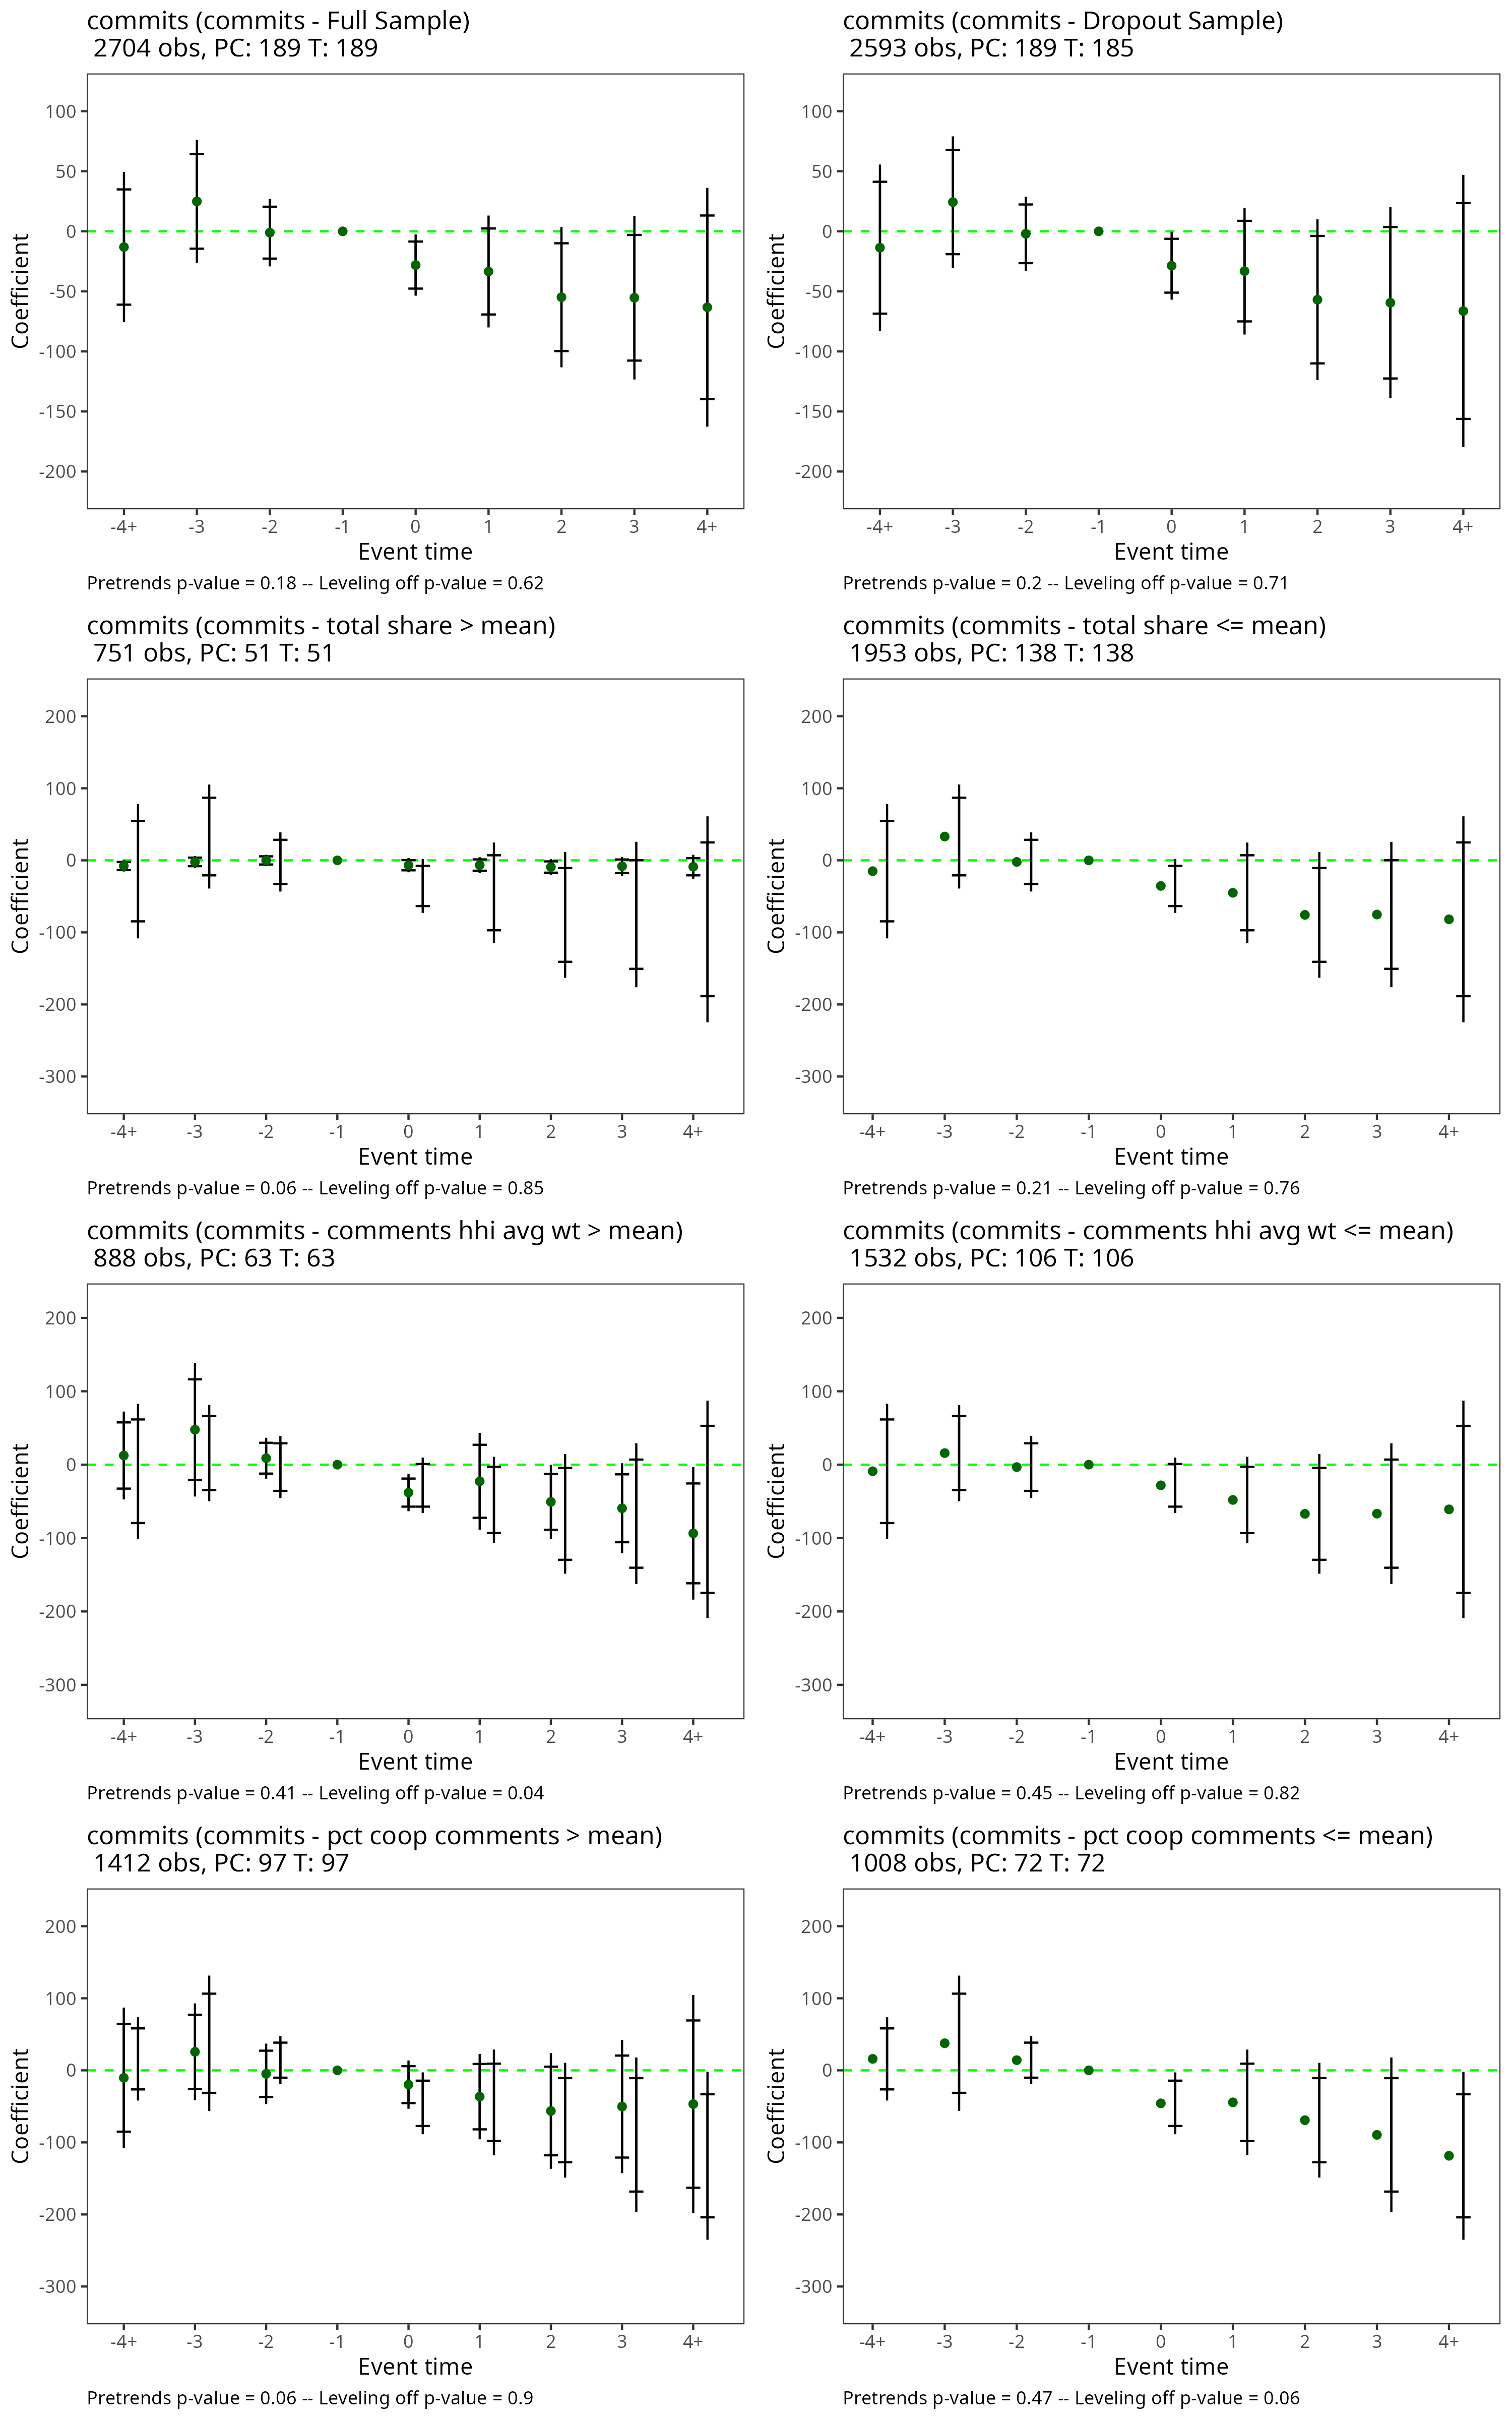 commits (commits - Full Sample)
2704 obs, PC: 189 T: 189
100
50
0
-50
-100
-150
-200
Coefficient
-4+ -3 -2 -1 0 1 2 3 4+
Event time
Pretrends p-value = 0.18 -- Leveling off p-value = 0.62
commits (commits - Dropout Sample)
2593 obs, PC: 189 T: 185
100
50
0
-50
-100
-150
-200
Coefficient
-4+ -3 -2 -1 0 1 2 3 4+
Event time
Pretrends p-value = 0.2 -- Leveling off p-value = 0.71
commits (commits - total share > mean)
751 obs, PC: 51 T: 51
200
100
0
-100
-200
-300
Coefficient
-4+ -3 -2 -1 0 1 2 3 4+
Event time
Pretrends p-value = 0.06 -- Leveling off p-value = 0.85
commits (commits - total share <= mean)
1953 obs, PC: 138 T: 138
200
100
0
-100
-200
-300
Coefficient
-4+ -3 -2 -1 0 1 2 3 4+
Event time
Pretrends p-value = 0.21 -- Leveling off p-value = 0.76
commits (commits - comments hhi avg wt > mean)
888 obs, PC: 63 T: 63
200
100
0
-100
-200
-300
Coefficient
-4+ -3 -2 -1 0 1 2 3 4+
Event time
Pretrends p-value = 0.41 -- Leveling off p-value = 0.04
commits (commits - comments hhi avg wt <= mean)
1532 obs, PC: 106 T: 106
200
100
0
-100
-200
-300
Coefficient
-4+ -3 -2 -1 0 1 2 3 4+
Event time
Pretrends p-value = 0.45 -- Leveling off p-value = 0.82
commits (commits - pct coop comments > mean)
1412 obs, PC: 97 T: 97
200
100
0
-100
-200
-300
Coefficient
-4+ -3 -2 -1 0 1 2 3 4+
Event time
Pretrends p-value = 0.06 -- Leveling off p-value = 0.9
commits (commits - pct coop comments <= mean)
1008 obs, PC: 72 T: 72
200
100
0
-100
-200
-300
Coefficient
-4+ -3 -2 -1 0 1 2 3 4+
Event time
Pretrends p-value = 0.47 -- Leveling off p-value = 0.06